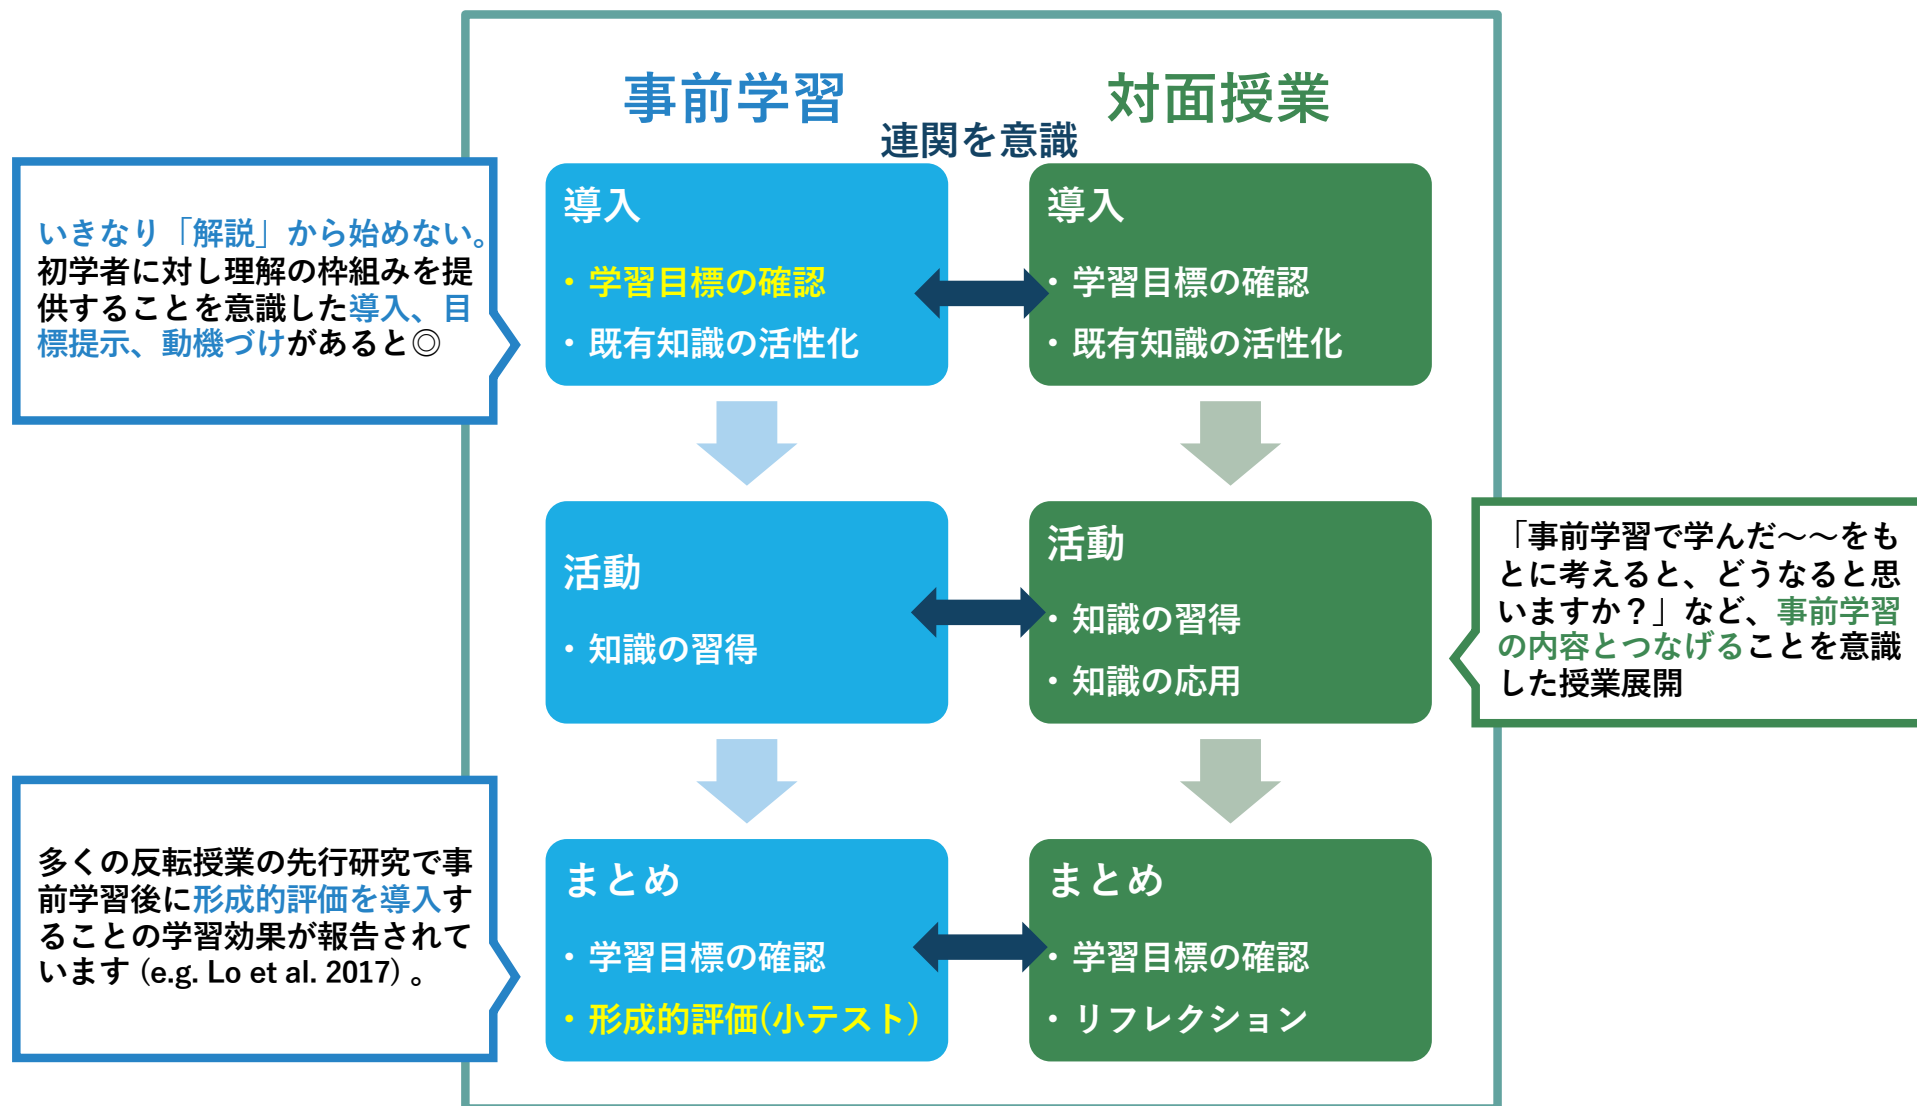 事前学習
対面授業
連関を意識
いきなり「解説」から始めない。
初学者に対し理解の枠組みを提
供することを意識した導入、目
標提示、動機づけがあると◎
導入
・学習目標の確認
・既有知識の活性化
導入
・学習目標の確認
・既有知識の活性化
活動
・知識の習得
活動
・知識の習得
・知識の応用
「事前学習で学んだ～～をも
とに考えると、どうなると思
いますか？」など、事前学習
の内容とつなげることを意識
した授業展開
多くの反転授業の先行研究で事
前学習後に形成的評価を導入す
ることの学習効果が報告されて
います (e.g. Lo et al. 2017) 。
まとめ
・学習目標の確認
・形成的評価(小テスト）
まとめ
・学習目標の確認
・リフレクション